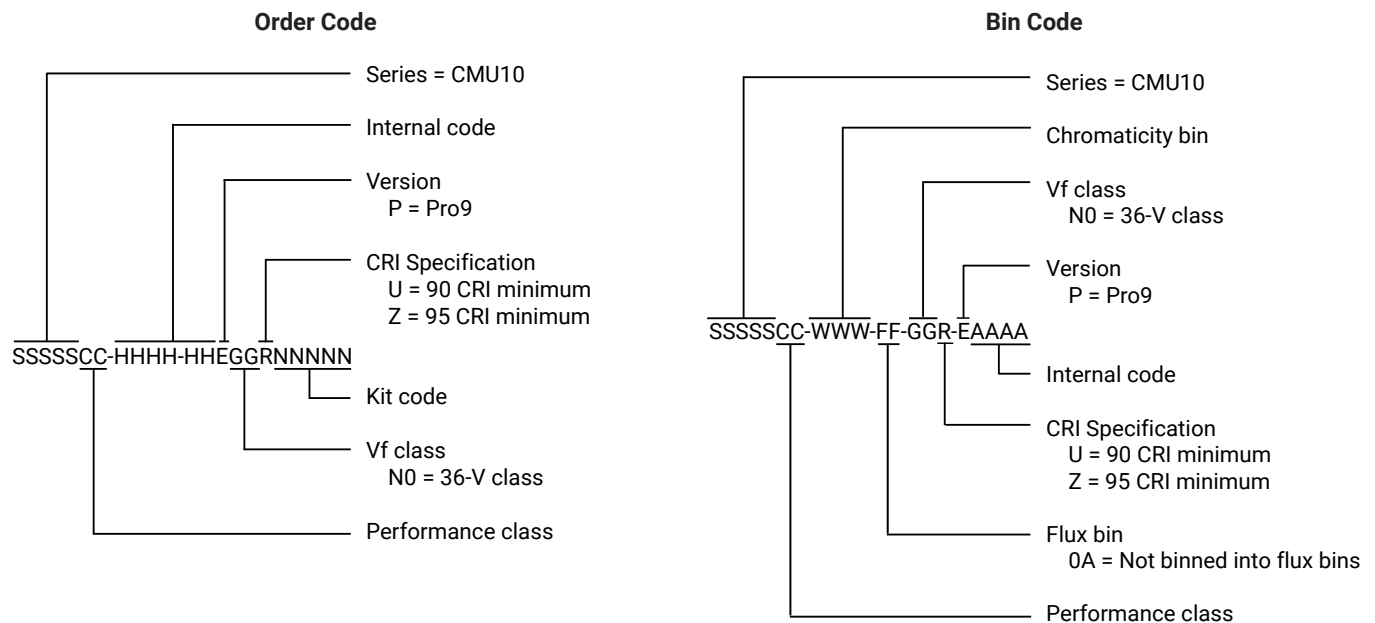 Order Code
Series = CMU10
Internal code
Version
P = Pro9
CRI Specification
U = 90 CRI minimum
Z = 95 CRI minimum
SSSSSCC-HHHH-HHEGGRNNNNN
Kit code
Vf class
N0 = 36-V class
Performance class
Bin Code
Series = CMU10
Chromaticity bin
Vf class
N0 = 36-V class
Version
P = Pro9
SSSSSCC-WWW-FF-GGR-EAAAA
Internal code
CRI Specification
U = 90 CRI minimum
Z = 95 CRI minimum
Flux bin
0A = Not binned into flux bins
Performance class